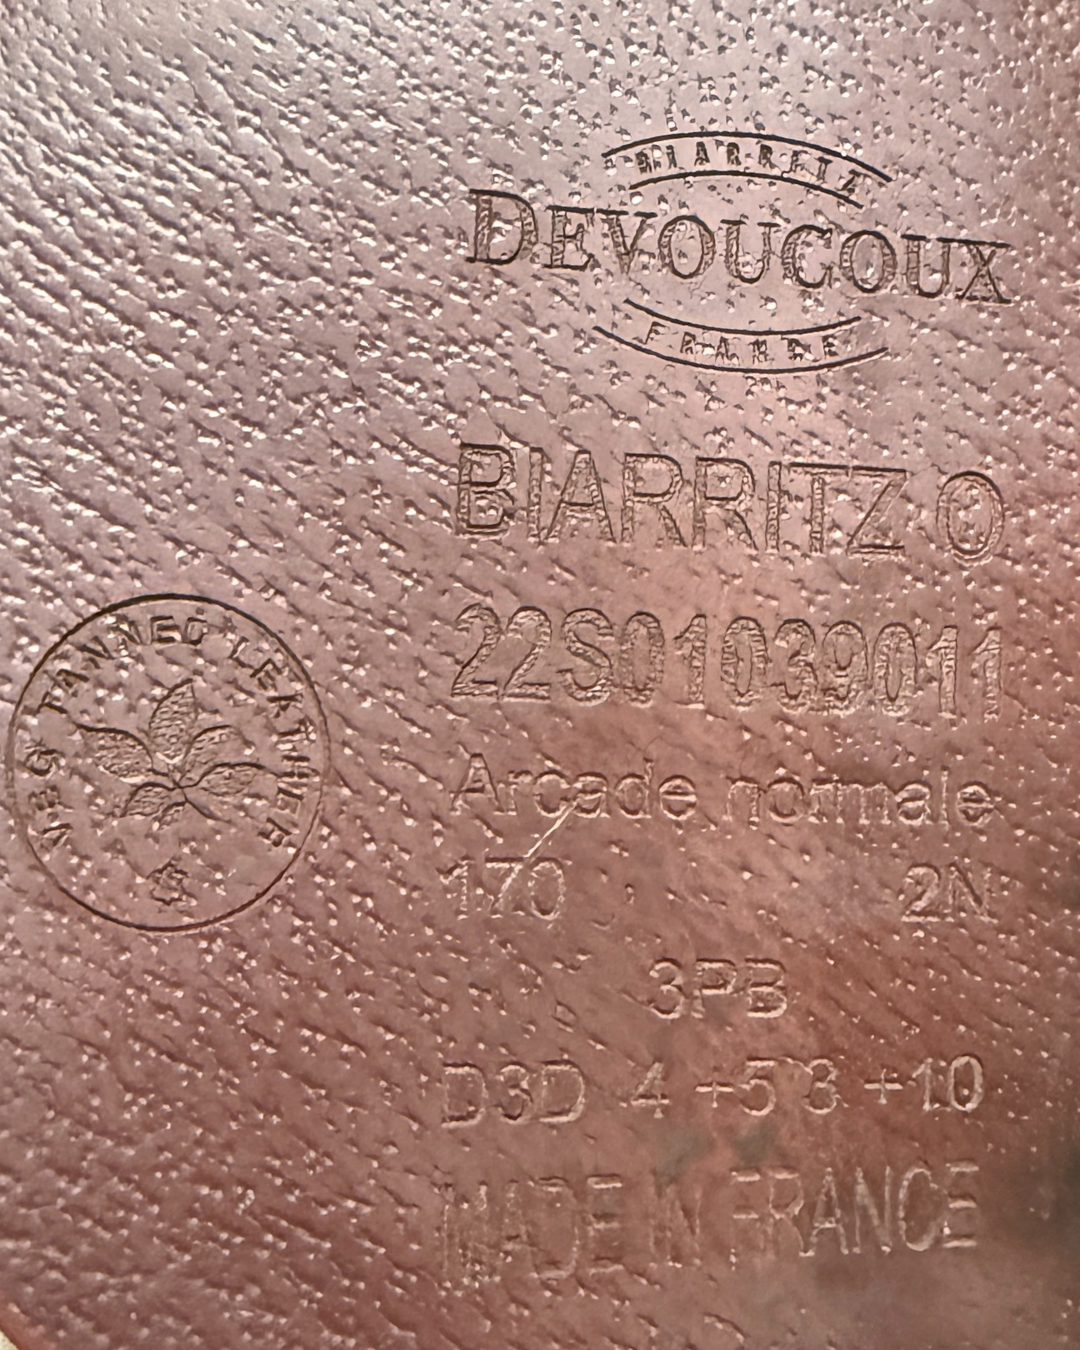 BIARRITZ
DEVOUCOUX
FRANCE
BIARRITZ O
22S01039011
VEG TANNED LEATHER
Arcade normale
170 2N
3PB
D3D 4 +5 3 +10
MADE IN FRANCE